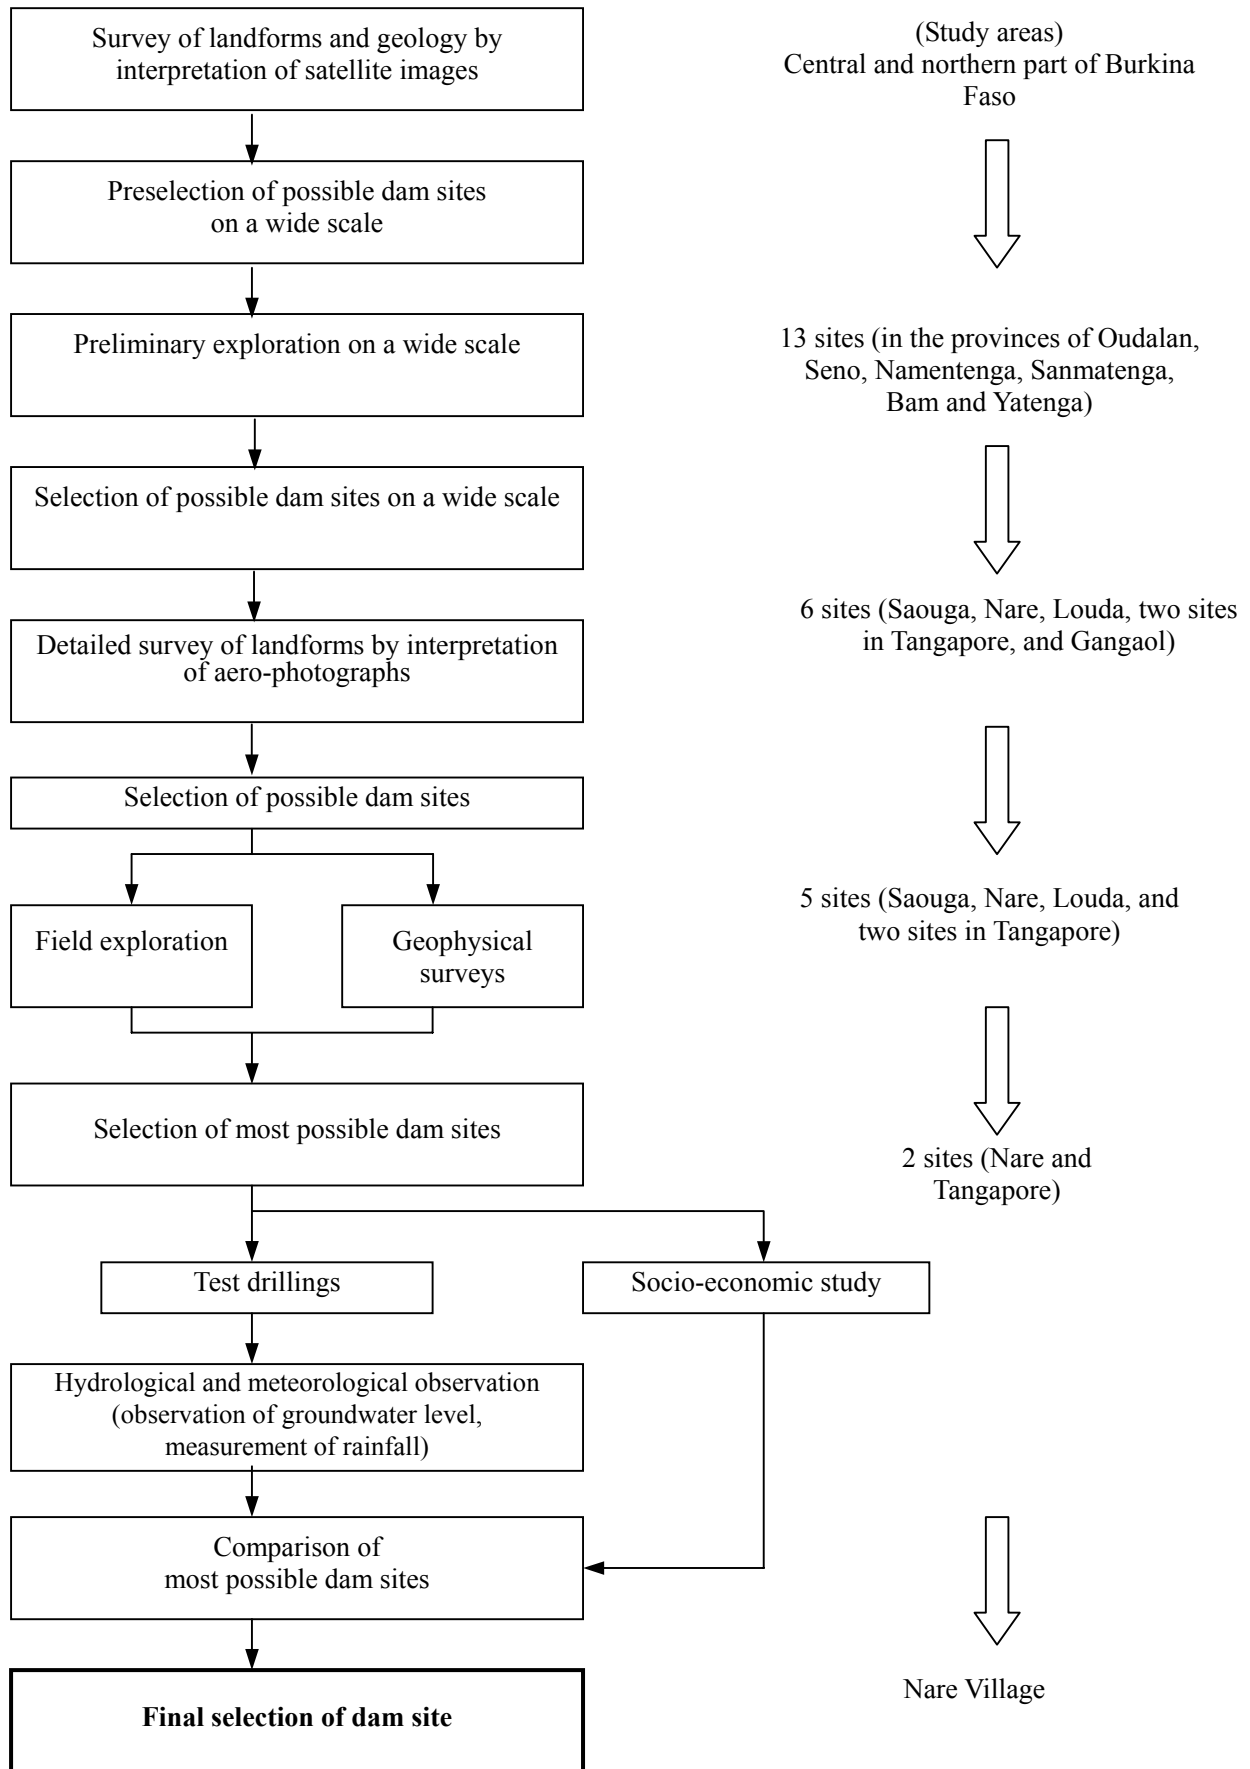 Survey of landforms and geology by
interpretation of satellite images
(Study areas)
Central and northern part of Burkina
Faso
Preselection of possible dam sites
on a wide scale
Preliminary exploration on a wide scale
13 sites (in the provinces of Oudalan,
Seno, Namentenga, Sanmatenga,
Bam and Yatenga)
Selection of possible dam sites on a wide scale
6 sites (Saouga, Nare, Louda, two sites
in Tangapore, and Gangaol)
Detailed survey of landforms by interpretation
of aero-photographs
Selection of possible dam sites
5 sites (Saouga, Nare, Louda, and
two sites in Tangapore)
Field exploration
Geophysical
surveys
Selection of most possible dam sites
2 sites (Nare and
Tangapore)
Test drillings
Socio-economic study
Hydrological and meteorological observation
(observation of groundwater level,
measurement of rainfall)
Comparison of
most possible dam sites
Nare Village
Final selection of dam site